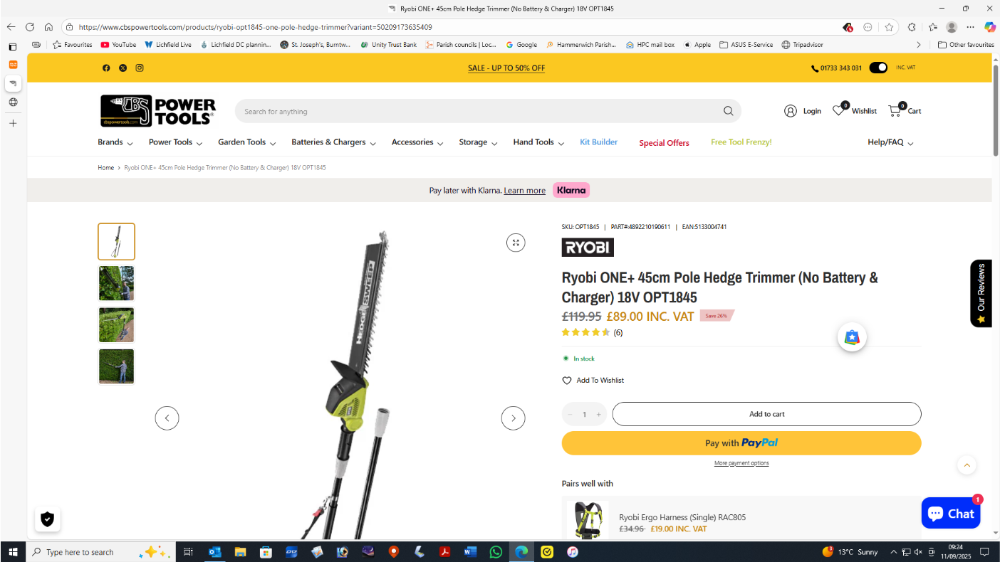 Ryobi ONE+ 45cm Pole Hedge Trimmer (No Battery & Charger) 18V OPT1845
https://www.cbspowertools.com/products/ryobi-opt1845-one-pole-hedge-trimmer?variant=50209173635409
5
Favourites YouTube Lichfield Live Lichfield DC plannin... St. Joseph's, Burntw... Unity Trust Bank Parish councils | Loc... Google Hammerwich Parish... HPC mail box Apple ASUS E-Service Tripadvisor Other favourites
SALE - UP TO 50% OFF
01733 343 031 INC. VAT
CBS POWER TOOLS®
cbspowertools.com
Search for anything
Login 0 Wishlist 0 Cart
Brands Power Tools Garden Tools Batteries & Chargers Accessories Storage Hand Tools Kit Builder Special Offers Free Tool Frenzy! Help/FAQ
Home > Ryobi ONE+ 45cm Pole Hedge Trimmer (No Battery & Charger) 18V OPT1845
Pay later with Klarna. Learn more Klarna
SKU: OPT1845 | PART#:4892210190611 | EAN:5133004741
RYOBI
HEDGE SWEEP
Our Reviews
Ryobi ONE+ 45cm Pole Hedge Trimmer (No Battery &
Charger) 18V OPT1845
£119.95 £89.00 INC. VAT Save 26%
(6)
In stock
Add To Wishlist
− 1 + Add to cart
Pay with PayPal
More payment options
Pairs well with
Ryobi Ergo Harness (Single) RAC805
£34.96 £19.00 INC. VAT
Chat 1
Type here to search
13°C Sunny
09:24
11/09/2025